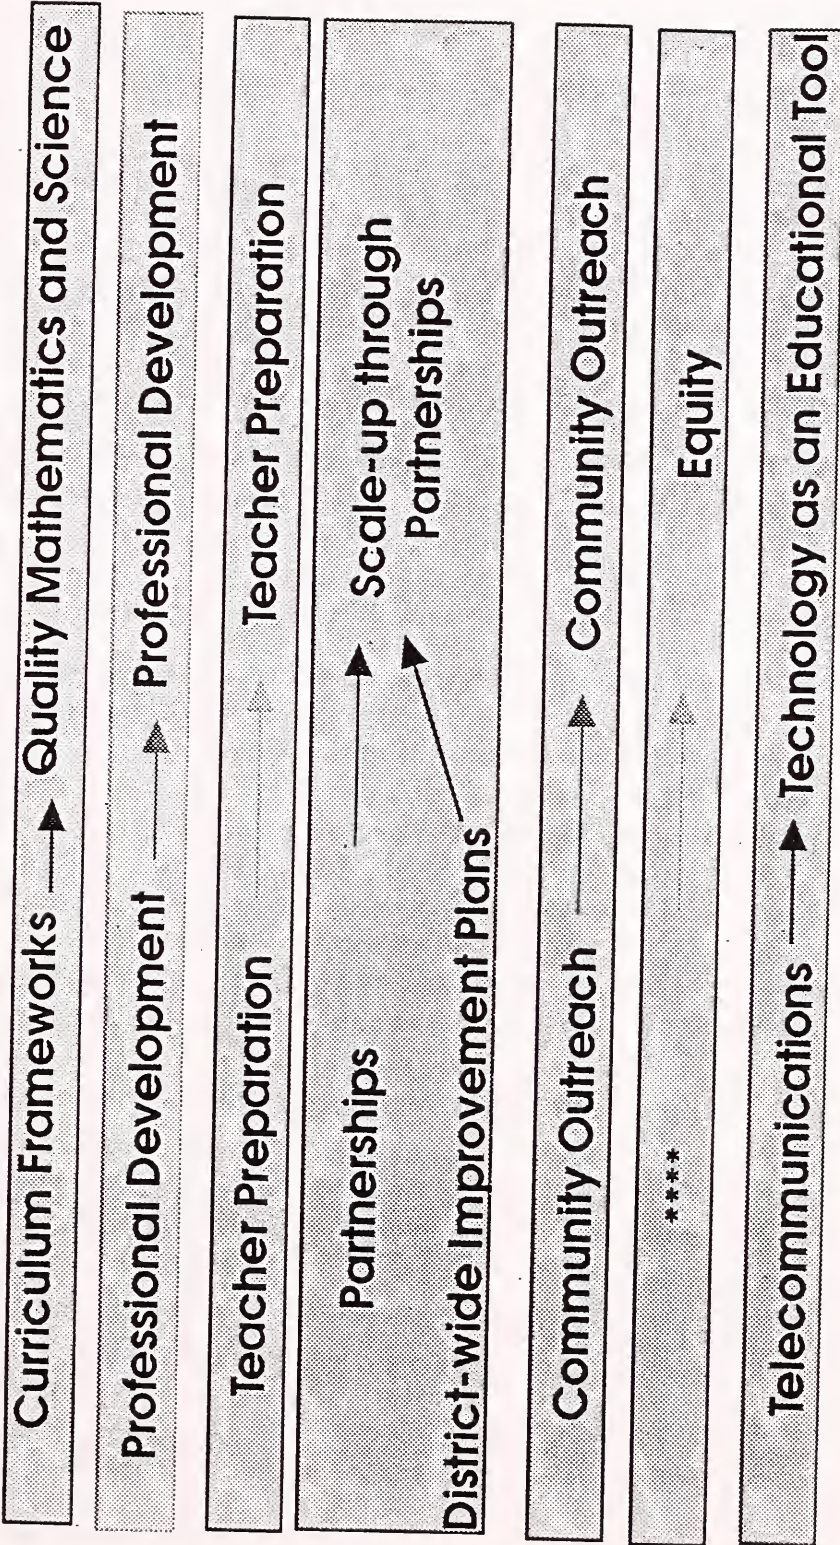 Curriculum Frameworks Quality Mathematics and Science
Professional Development Professional Development
Teacher Preparation Teacher Preparation
Partnerships Scale-up through
Partnerships
District-wide Improvement Plans
Community Outreach Community Outreach
**** Equity
Telecommunications Technology as an Educational Tool